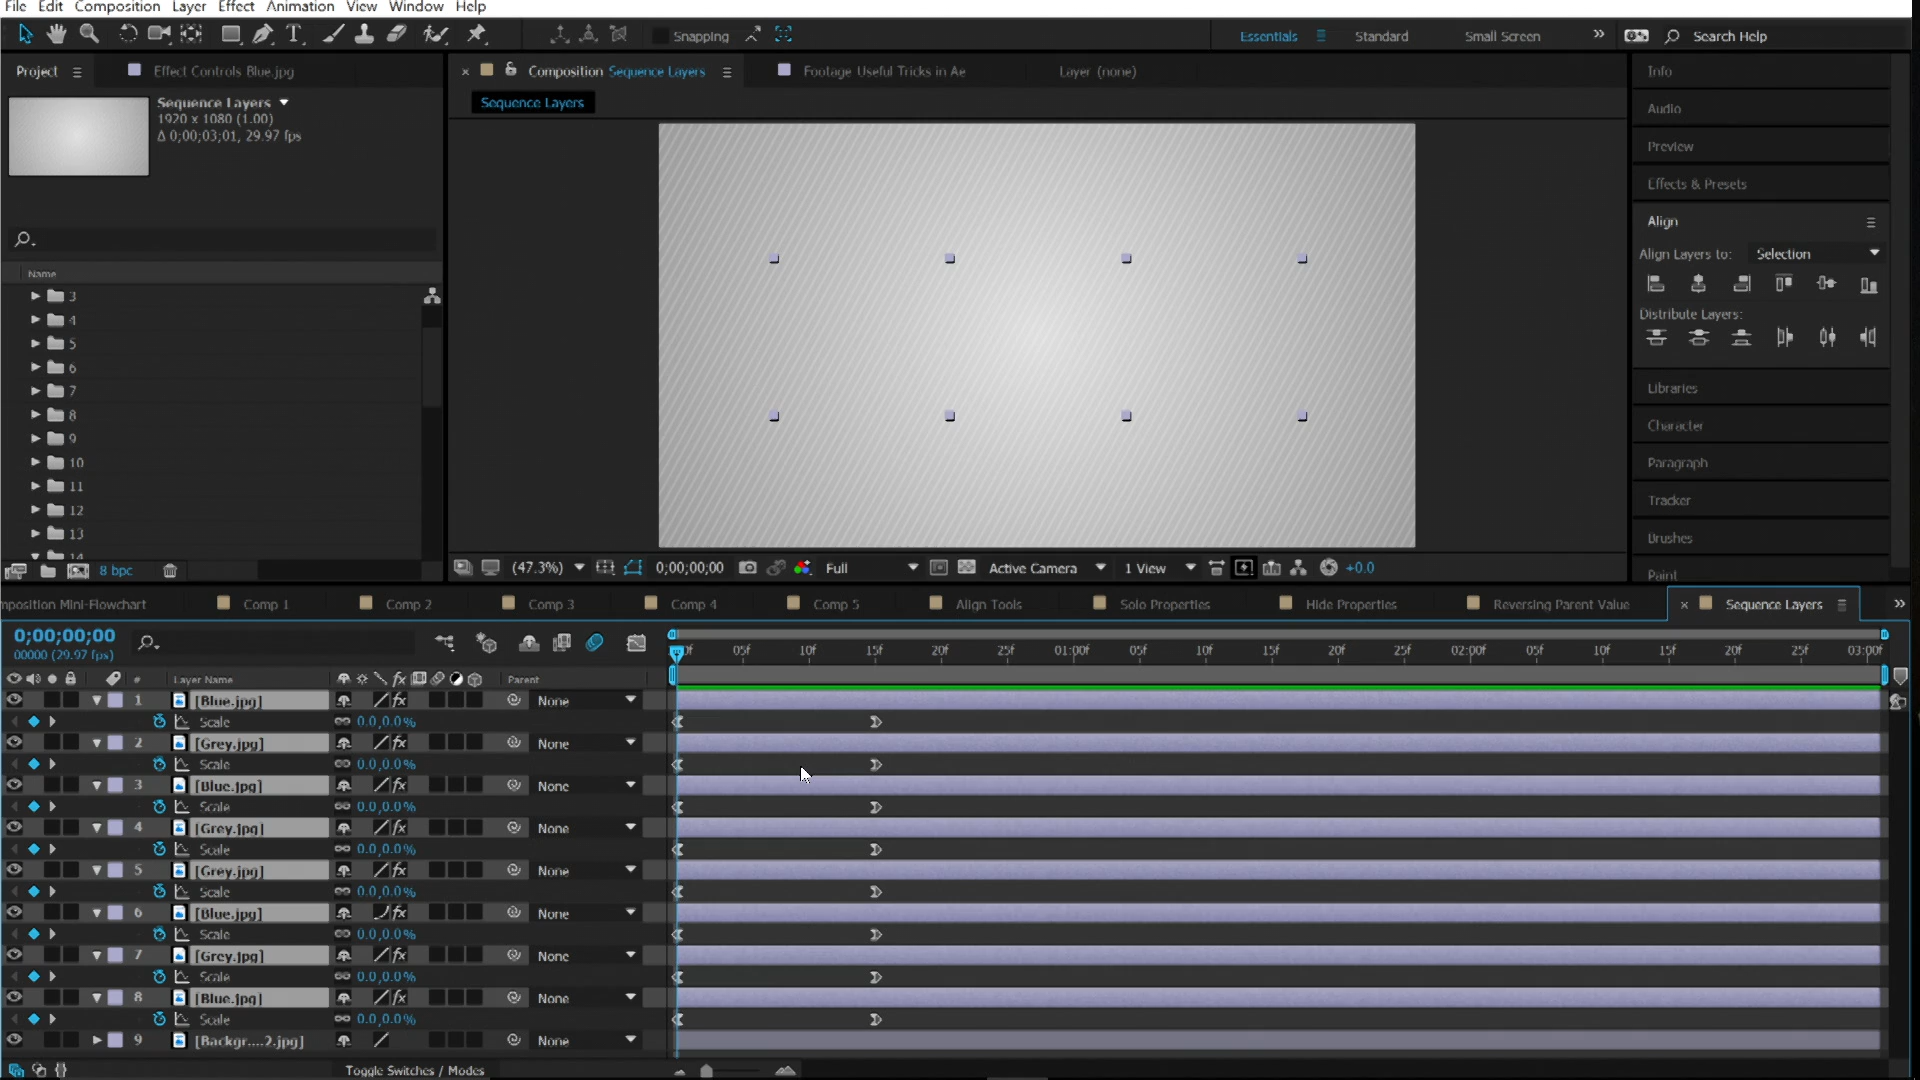 File Edit Composition Layer Effect Animation View Window Help
Snapping
Essentials Standard Small Screen » Search Help
Project Effect Controls Blue.jpg
Composition Sequence Layers Footage Useful Tricks in Ae Layer (none)
Sequence Layers
Sequence Layers
1920 x 1080 (1.00)
Δ 0;00;03;01, 29.97 fps
Name
3
4
5
6
7
8
9
10
11
12
13
14
8 bpc
(47.3%) 0;00;00;00 Full Active Camera 1 View +0.0
Info
Audio
Preview
Effects & Presets
Align
Align Layers to: Selection
Distribute Layers:
Libraries
Character
Paragraph
Tracker
Brushes
Paint
mposition Mini-Flowchart Comp 1 Comp 2 Comp 3 Comp 4 Comp 5 Align Tools Solo Properties Hide Properties Reversing Parent Value × Sequence Layers »
0;00;00;00
00000 (29.97 fps)
0f 05f 10f 15f 20f 25f 01:00f 05f 10f 15f 20f 25f 02:00f 05f 10f 15f 20f 25f 03:00f
# Layer Name fx Parent
1 [Blue.jpg] fx None
Scale 0.0,0.0%
2 [Grey.jpg] fx None
Scale 0.0,0.0%
3 [Blue.jpg] fx None
Scale 0.0,0.0%
4 [Grey.jpg] fx None
Scale 0.0,0.0%
5 [Grey.jpg] fx None
Scale 0.0,0.0%
6 [Blue.jpg] fx None
Scale 0.0,0.0%
7 [Grey.jpg] fx None
Scale 0.0,0.0%
8 [Blue.jpg] fx None
Scale 0.0,0.0%
9 [Backgr....2.jpg] None
Toggle Switches / Modes